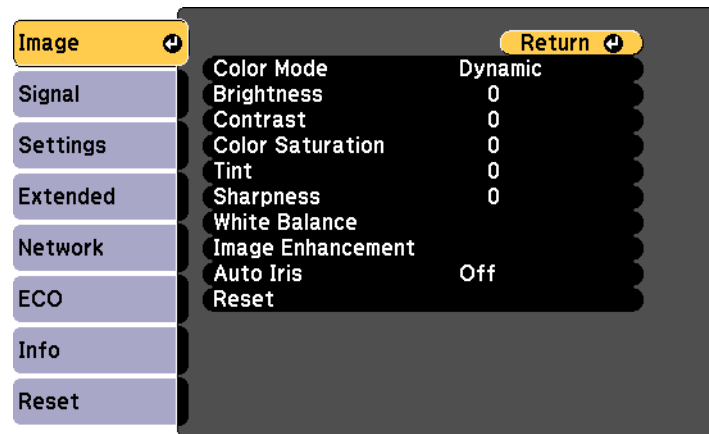 Image
Signal
Settings
Extended
Network
ECO
Info
Reset
Return
Color Mode Dynamic
Brightness 0
Contrast 0
Color Saturation 0
Tint 0
Sharpness 0
White Balance
Image Enhancement
Auto Iris Off
Reset